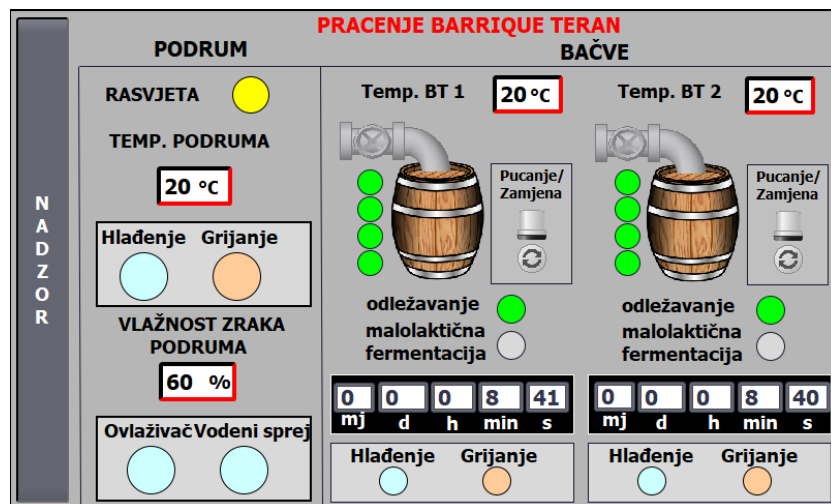 PRACENJE BARRIQUE TERAN
NADZOR
PODRUM
RASVJETA
TEMP. PODRUMA
20 °C
Hlađenje Grijanje
VLAŽNOST ZRAKA
PODRUMA
60 %
Ovlaživač Vodeni sprej
BAČVE
Temp. BT 1 20 °C
Pucanje/
Zamjena
odležavanje
malolaktična
fermentacija
0 0 0 8 41
mj d h min s
Hlađenje Grijanje
Temp. BT 2 20 °C
Pucanje/
Zamjena
odležavanje
malolaktična
fermentacija
0 0 0 8 40
mj d h min s
Hlađenje Grijanje